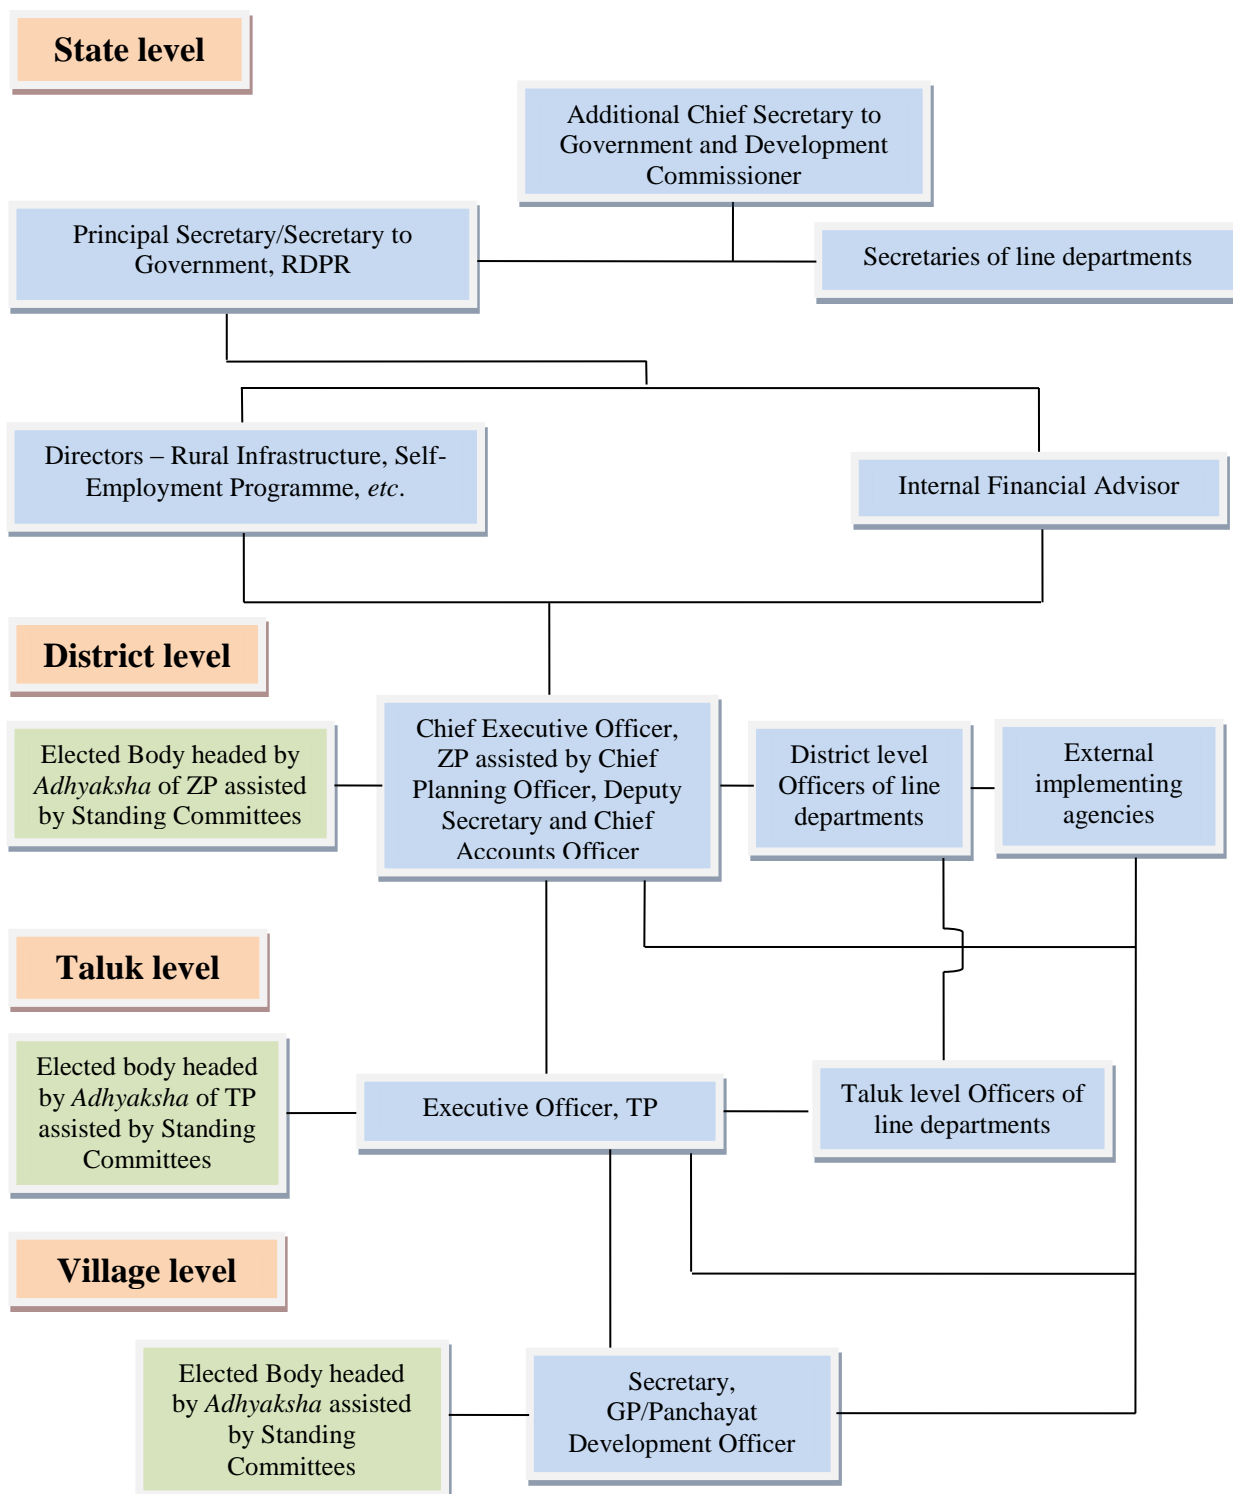 State level
Additional Chief Secretary to
Government and Development
Commissioner
Principal Secretary/Secretary to
Government, RDPR
Secretaries of line departments
Directors – Rural Infrastructure, Self-
Employment Programme, etc.
Internal Financial Advisor
District level
Elected Body headed by
Adhyaksha of ZP assisted
by Standing Committees
Chief Executive Officer,
ZP assisted by Chief
Planning Officer, Deputy
Secretary and Chief
Accounts Officer
District level
Officers of line
departments
External
implementing
agencies
Taluk level
Elected body headed
by Adhyaksha of TP
assisted by Standing
Committees
Executive Officer, TP
Taluk level Officers of
line departments
Village level
Elected Body headed
by Adhyaksha assisted
by Standing
Committees
Secretary,
GP/Panchayat
Development Officer